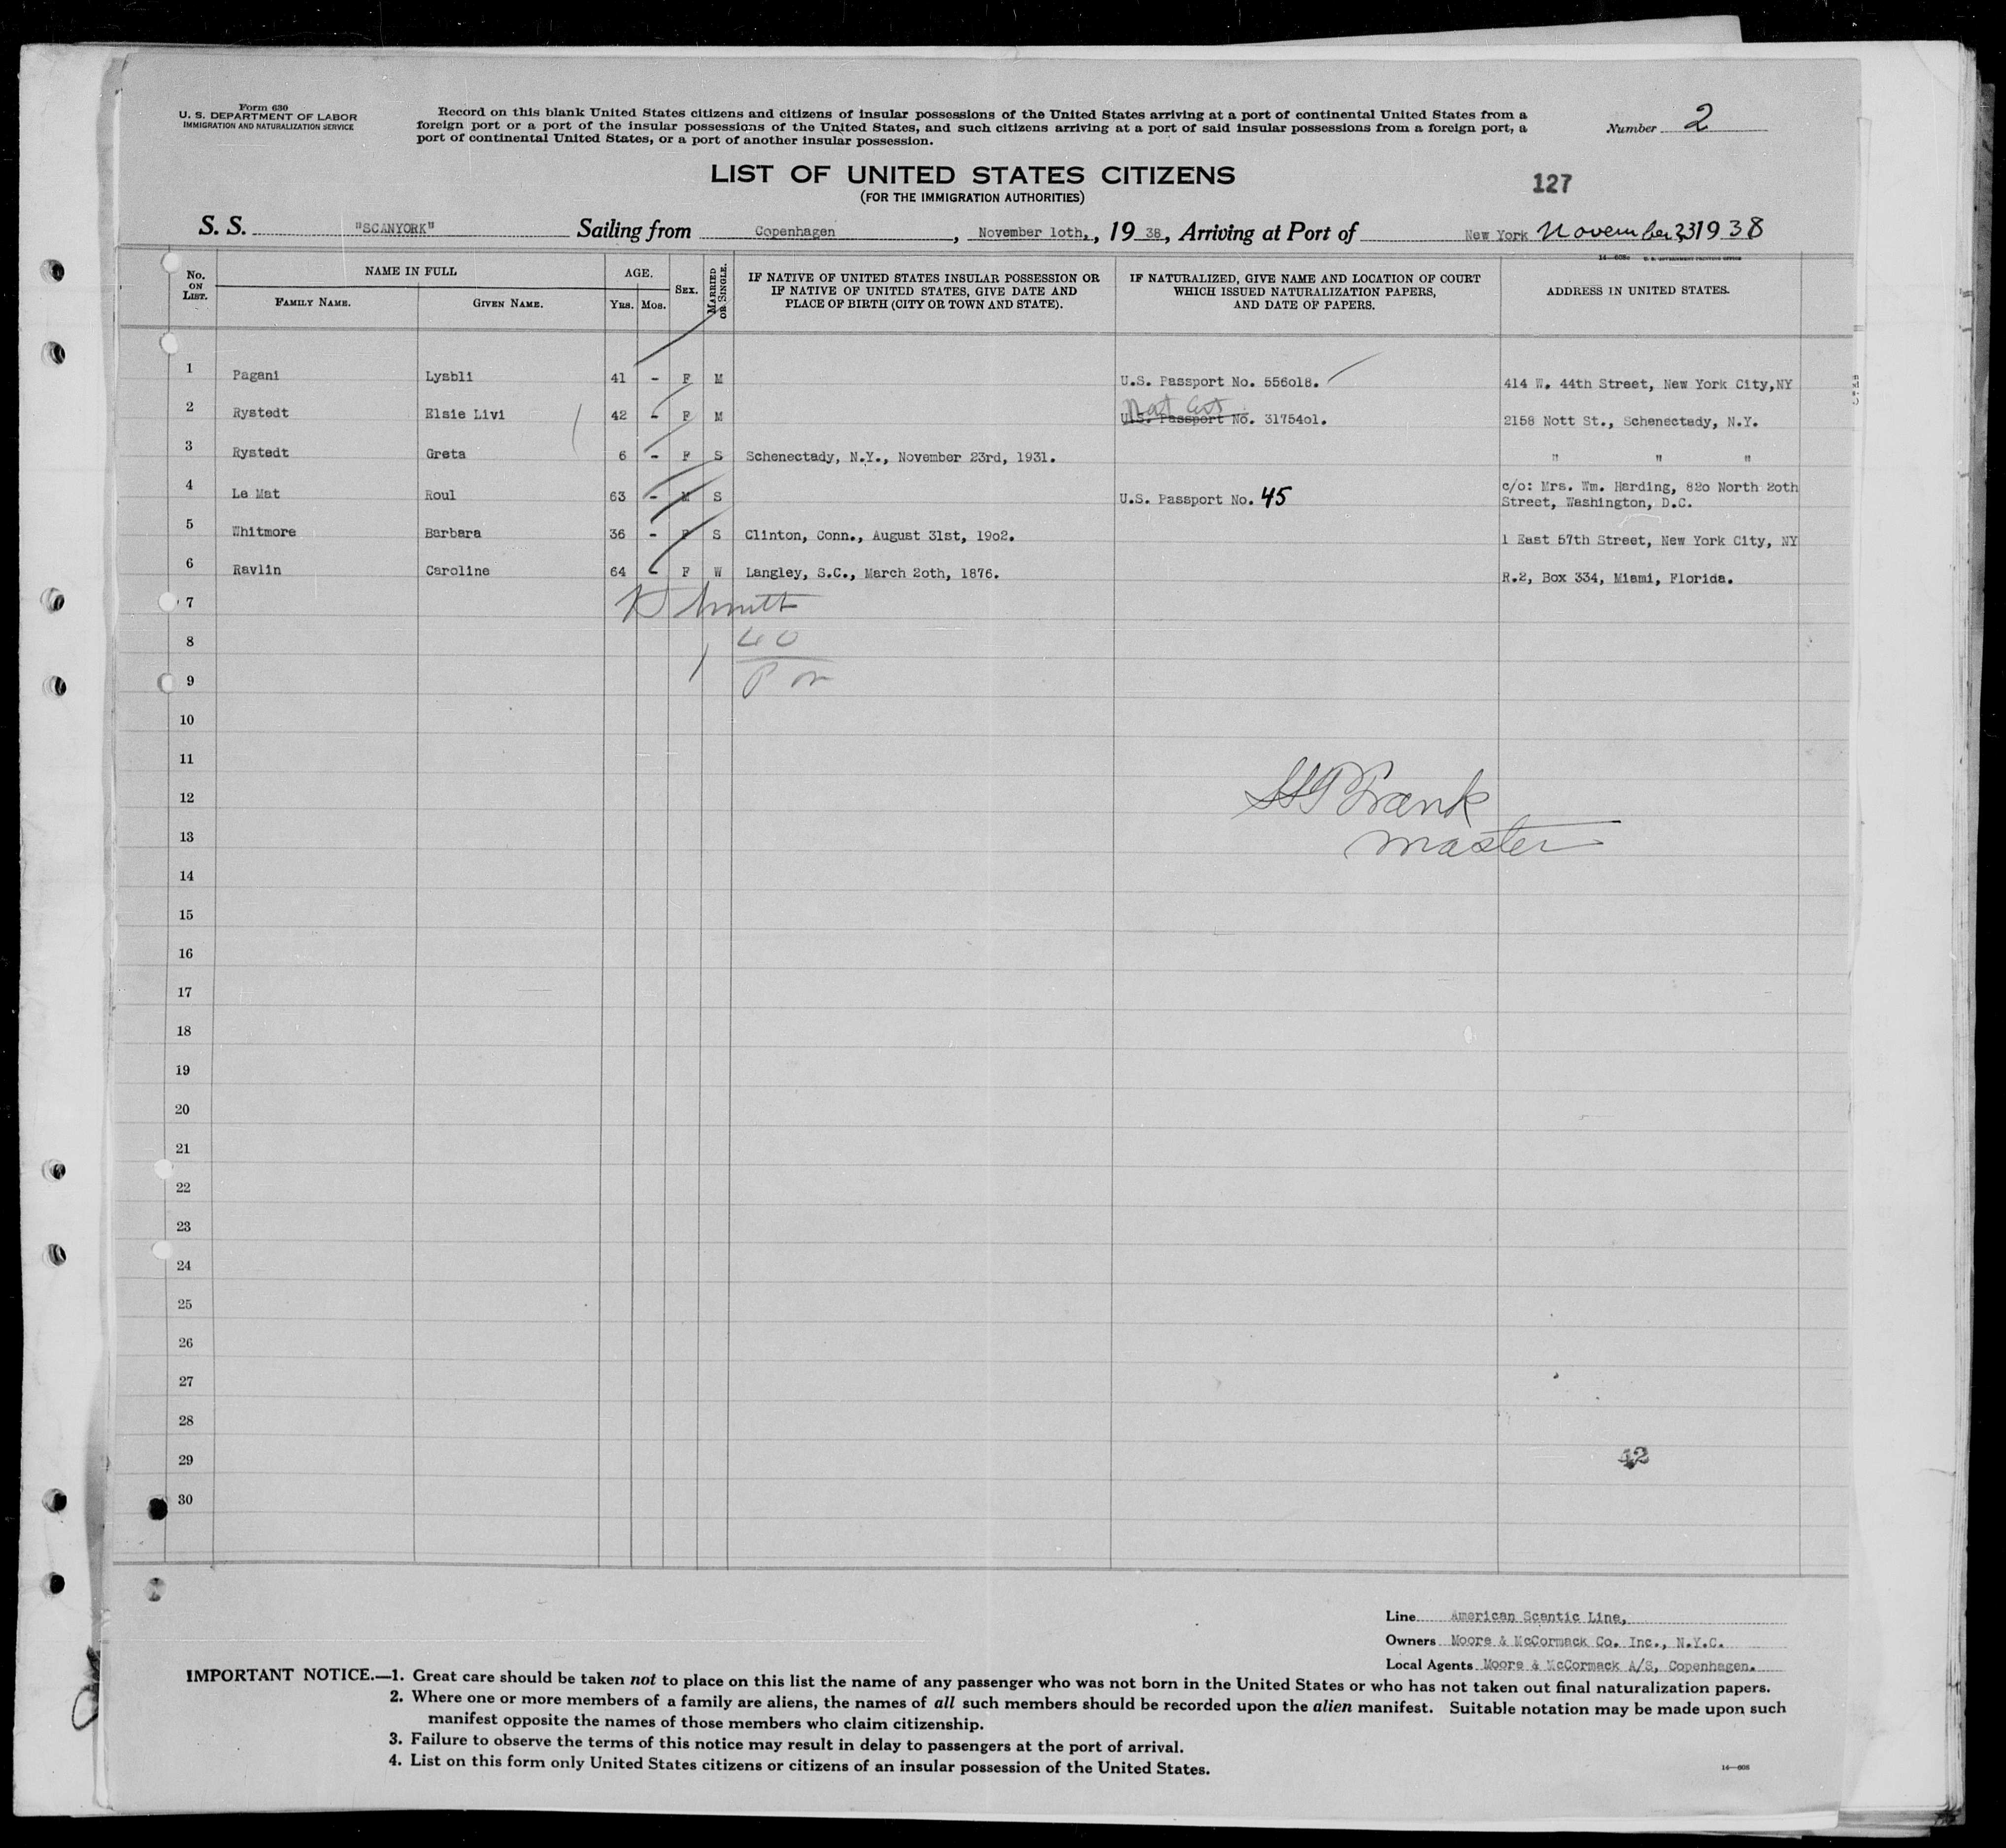 Form 630
U. S. DEPARTMENT OF LABOR
IMMIGRATION AND NATURALIZATION SERVICE
Record on this blank United States citizens and citizens of insular possessions of the United States arriving at a port of continental United States from a
foreign port or a port of the insular possessions of the United States, and such citizens arriving at a port of said insular possessions from a foreign port, a
port of continental United States, or a port of another insular possession.
Number 2
LIST OF UNITED STATES CITIZENS
(FOR THE IMMIGRATION AUTHORITIES)
127
S. S. "SCANYORK" Sailing from Copenhagen, November 1oth,, 19 38, Arriving at Port of New York November 23 1938
No. ON LIST.
NAME IN FULL
FAMILY NAME. GIVEN NAME.
AGE.
YRS. MOS.
SEX.
MARRIED OR SINGLE.
IF NATIVE OF UNITED STATES INSULAR POSSESSION OR
IF NATIVE OF UNITED STATES, GIVE DATE AND
PLACE OF BIRTH (CITY OR TOWN AND STATE).
IF NATURALIZED, GIVE NAME AND LOCATION OF COURT
WHICH ISSUED NATURALIZATION PAPERS,
AND DATE OF PAPERS.
ADDRESS IN UNITED STATES.
1 Pagani Lysbli 41 - F M U.S. Passport No. 556o18. 414 W. 44th Street, New York City,NY
2 Rystedt Elsie Livi 42 - F M U.S. Passport No. 31754o1. 2158 Nott St., Schenectady, N.Y.
3 Rystedt Greta 6 - F S Schenectady, N.Y., November 23rd, 1931. " " "
4 Le Mat Roul 63 - M S U.S. Passport No. 45 c/o: Mrs. Wm. Harding, 82o North 2oth
Street, Washington, D.C.
5 Whitmore Barbara 36 - F S Clinton, Conn., August 31st, 19o2. 1 East 57th Street, New York City, NY
6 Ravlin Caroline 64 - F W Langley, S.C., March 2oth, 1876. R.2, Box 334, Miami, Florida.
7
8
9
10
11
12
Frank
13
master
14
15
16
17
18
19
20
21
22
23
24
25
26
27
28
29
30
Line American Scantic Line,
Owners Moore & McCormack Co. Inc., N.Y.C.
Local Agents Moore & McCormack A/S, Copenhagen.
IMPORTANT NOTICE.—1. Great care should be taken not to place on this list the name of any passenger who was not born in the United States or who has not taken out final naturalization papers.
2. Where one or more members of a family are aliens, the names of all such members should be recorded upon the alien manifest. Suitable notation may be made upon such
manifest opposite the names of those members who claim citizenship.
3. Failure to observe the terms of this notice may result in delay to passengers at the port of arrival.
4. List on this form only United States citizens or citizens of an insular possession of the United States.
14—608